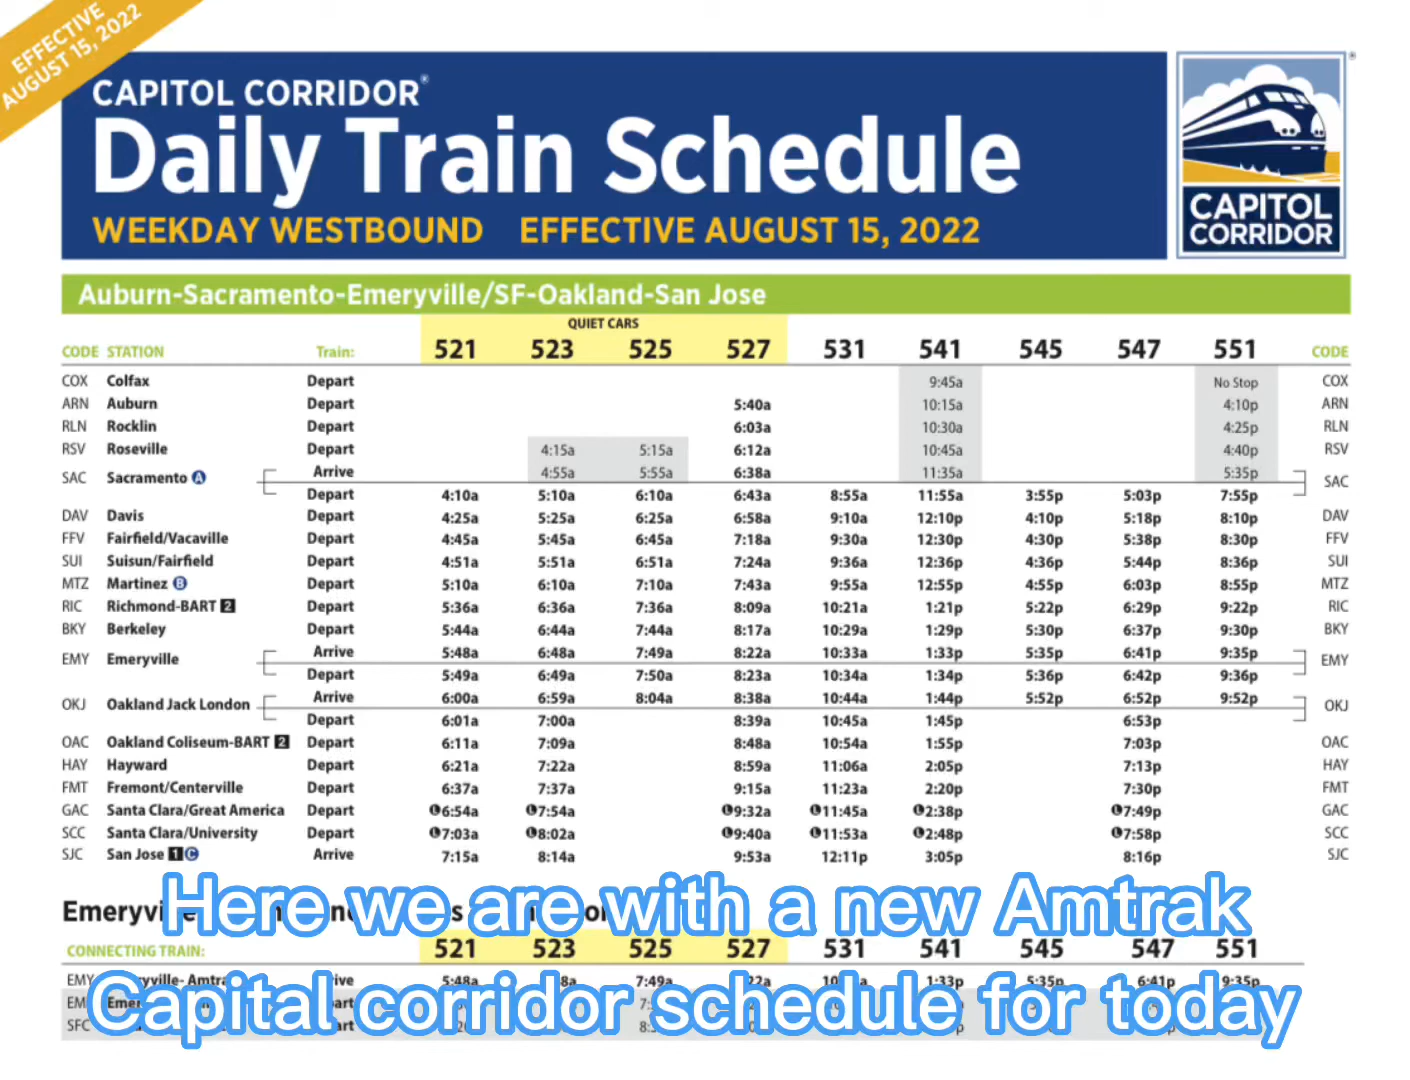 EFFECTIVE
AUGUST 15, 2022
CAPITOL CORRIDOR®
Daily Train Schedule
WEEKDAY WESTBOUND EFFECTIVE AUGUST 15, 2022
CAPITOL
CORRIDOR
®
Auburn-Sacramento-Emeryville/SF-Oakland-San Jose
QUIET CARS
CODE STATION Train: 521 523 525 527 531 541 545 547 551 CODE
COX Colfax Depart 9:45a No Stop COX
ARN Auburn Depart 5:40a 10:15a 4:10p ARN
RLN Rocklin Depart 6:03a 10:30a 4:25p RLN
RSV Roseville Depart 4:15a 5:15a 6:12a 10:45a 4:40p RSV
SAC Sacramento A Arrive 4:55a 5:55a 6:38a 11:35a 5:35p SAC
Depart 4:10a 5:10a 6:10a 6:43a 8:55a 11:55a 3:55p 5:03p 7:55p
DAV Davis Depart 4:25a 5:25a 6:25a 6:58a 9:10a 12:10p 4:10p 5:18p 8:10p DAV
FFV Fairfield/Vacaville Depart 4:45a 5:45a 6:45a 7:18a 9:30a 12:30p 4:30p 5:38p 8:30p FFV
SUI Suisun/Fairfield Depart 4:51a 5:51a 6:51a 7:24a 9:36a 12:36p 4:36p 5:44p 8:36p SUI
MTZ Martinez B Depart 5:10a 6:10a 7:10a 7:43a 9:55a 12:55p 4:55p 6:03p 8:55p MTZ
RIC Richmond-BART 2 Depart 5:36a 6:36a 7:36a 8:09a 10:21a 1:21p 5:22p 6:29p 9:22p RIC
BKY Berkeley Depart 5:44a 6:44a 7:44a 8:17a 10:29a 1:29p 5:30p 6:37p 9:30p BKY
EMY Emeryville Arrive 5:48a 6:48a 7:49a 8:22a 10:33a 1:33p 5:35p 6:41p 9:35p EMY
Depart 5:49a 6:49a 7:50a 8:23a 10:34a 1:34p 5:36p 6:42p 9:36p
OKJ Oakland Jack London Arrive 6:00a 6:59a 8:04a 8:38a 10:44a 1:44p 5:52p 6:52p 9:52p OKJ
Depart 6:01a 7:00a 8:39a 10:45a 1:45p 6:53p
OAC Oakland Coliseum-BART 2 Depart 6:11a 7:09a 8:48a 10:54a 1:55p 7:03p OAC
HAY Hayward Depart 6:21a 7:22a 8:59a 11:06a 2:05p 7:13p HAY
FMT Fremont/Centerville Depart 6:37a 7:37a 9:15a 11:23a 2:20p 7:30p FMT
GAC Santa Clara/Great America Depart L6:54a L7:54a L9:32a L11:45a L2:38p L7:49p GAC
SCC Santa Clara/University Depart L7:03a L8:02a L9:40a L11:53a L2:48p L7:58p SCC
SJC San Jose 1 C Arrive 7:15a 8:14a 9:53a 12:11p 3:05p 8:16p SJC
Here we are with a new Amtrak
CONNECTING TRAIN: 521 523 525 527 531 541 545 547 551
EMY 5:48a 7:49a 1:33p 5:35p 6:41p 9:35p
Capital corridor schedule for today
SFC